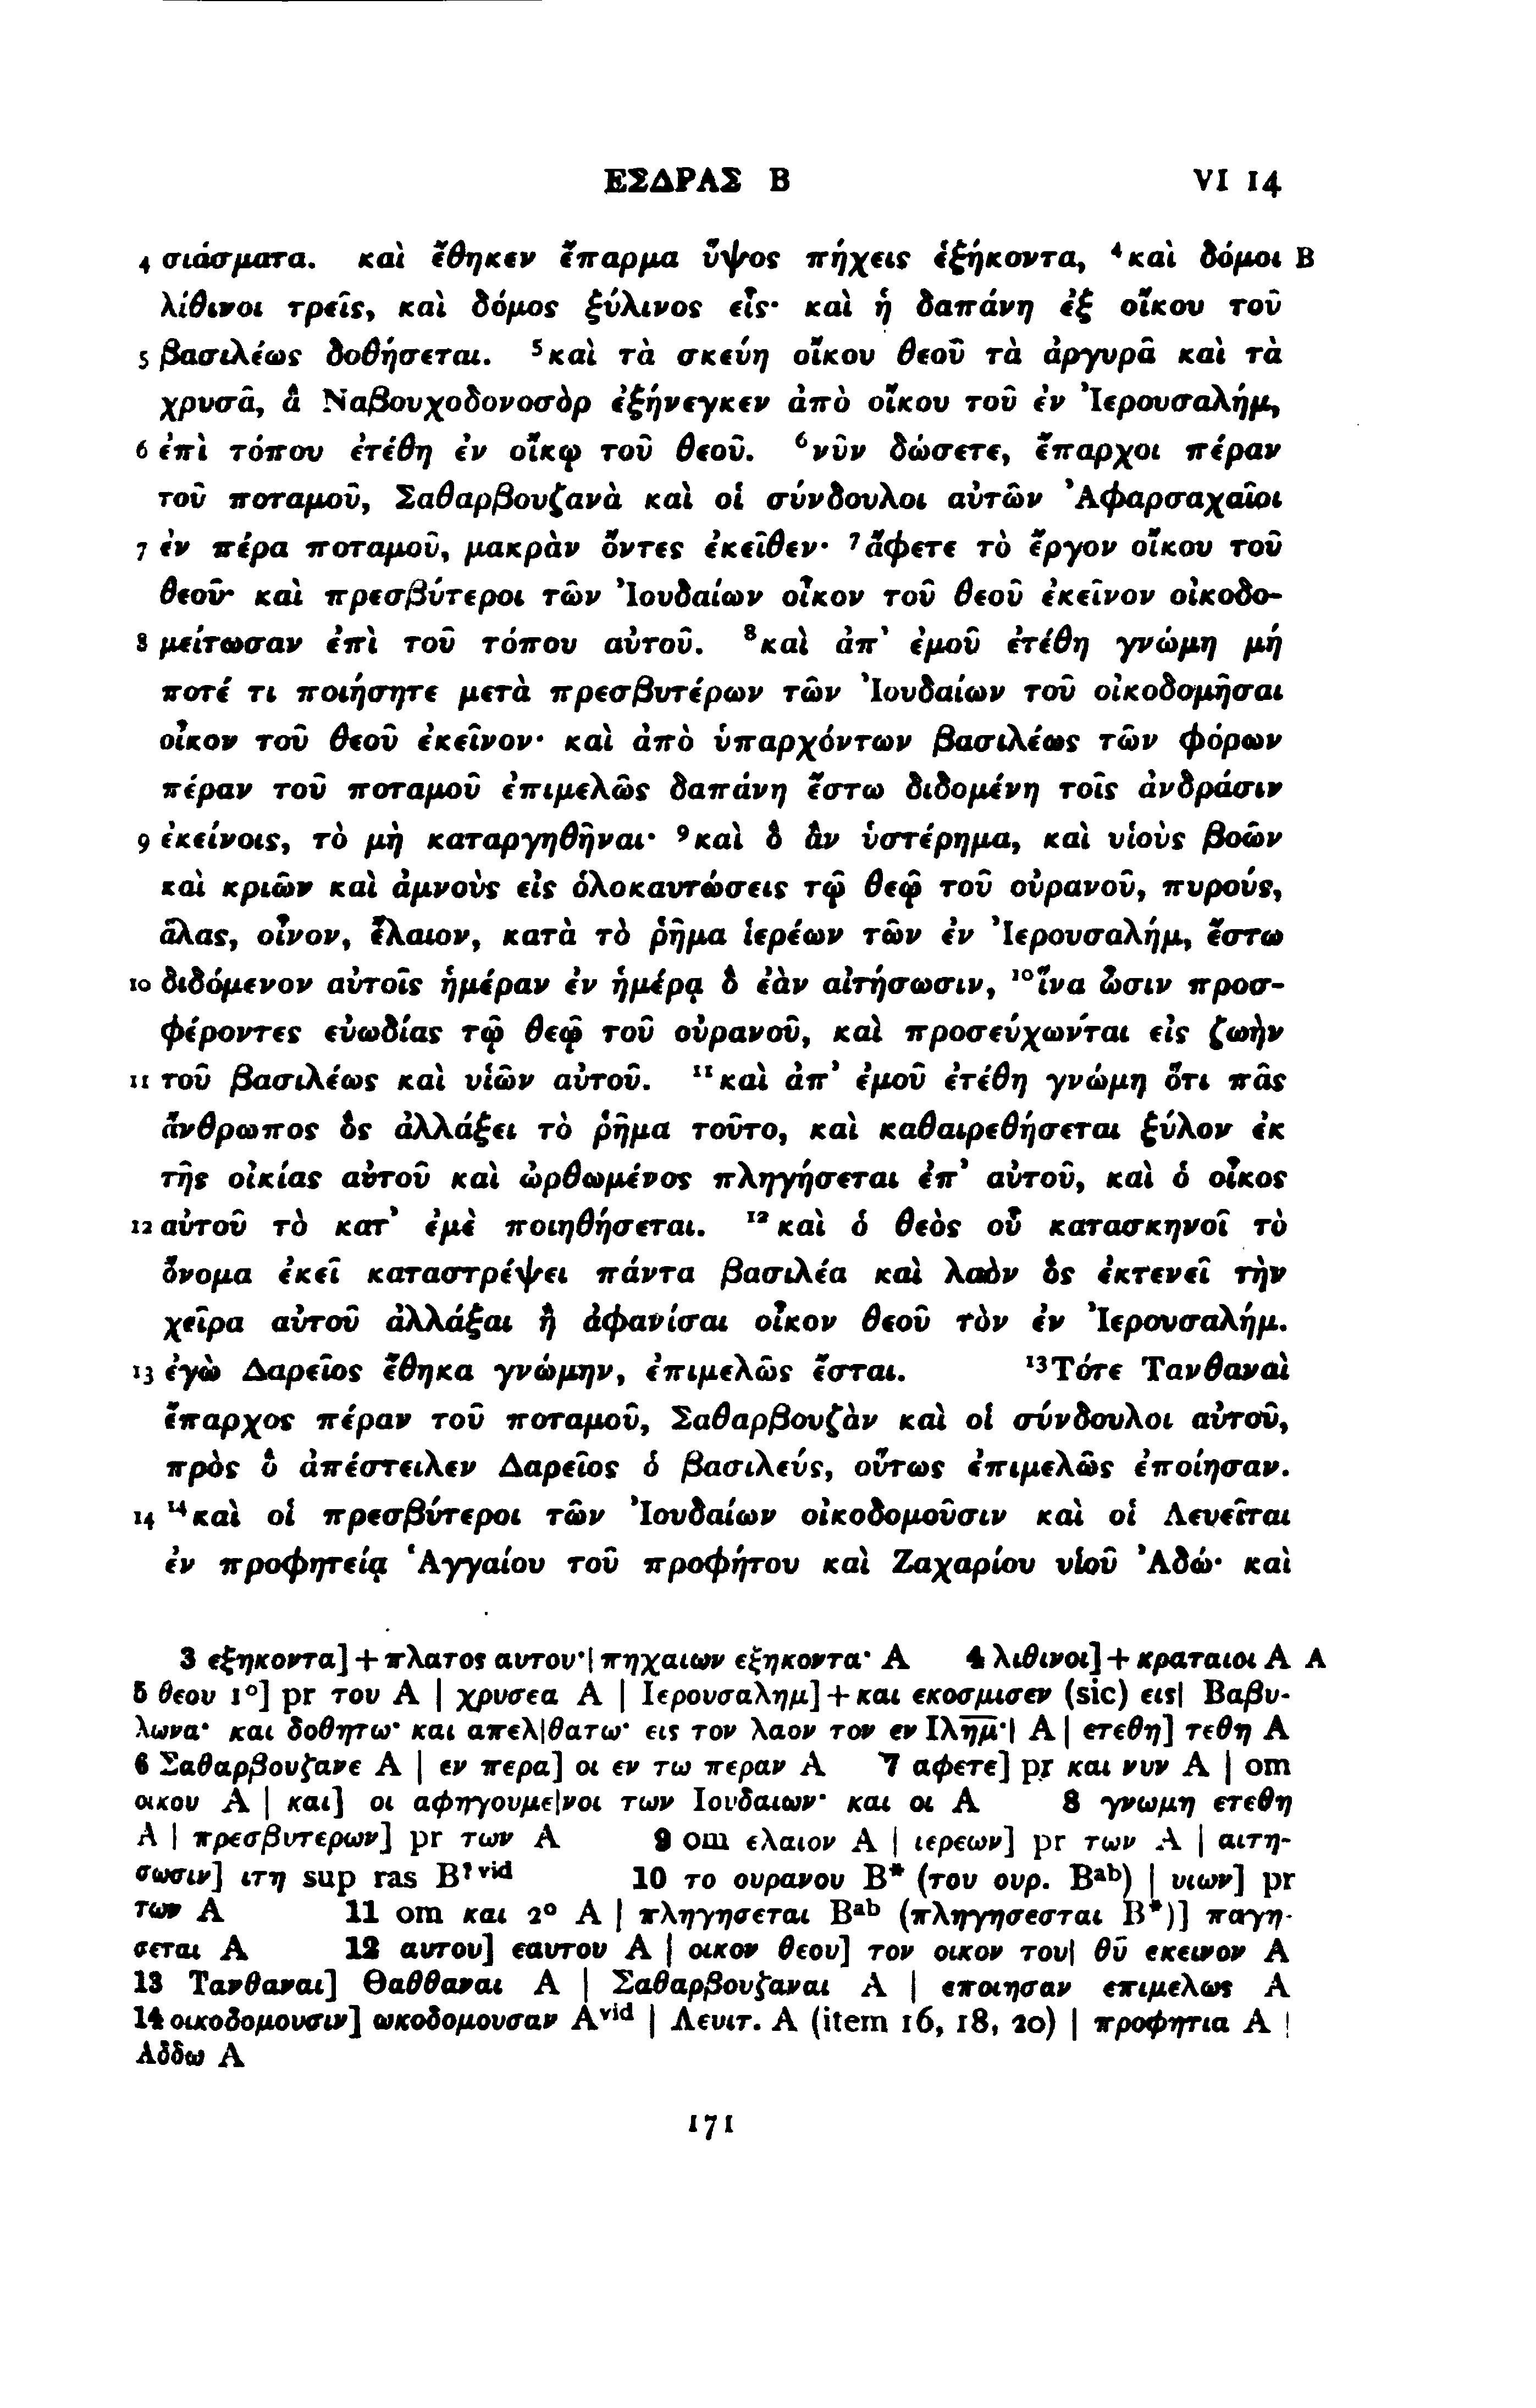 ΕΣΔΡΑΣ Β VI 14
4 σιάσματα. καὶ ἔθηκεν ἔπαρμα ὕψος πήχεις ἑξήκοντα, ⁴καὶ δόμοι B
λίθινοι τρεῖς, καὶ δόμος ξύλινος εἷς· καὶ ἡ δαπάνη ἐξ οἴκου τοῦ
5 βασιλέως δοθήσεται. ⁵καὶ τὰ σκεύη οἴκου θεοῦ τὰ ἀργυρᾶ καὶ τὰ
χρυσᾶ, ἃ Ναβουχοδονοσὸρ ἐξήνεγκεν ἀπὸ οἴκου τοῦ ἐν Ἰερουσαλήμ,
6 ἐπὶ τόπου ἐτέθη ἐν οἴκῳ τοῦ θεοῦ. ⁶νῦν δώσετε, ἔπαρχοι πέραν
τοῦ ποταμοῦ, Σαθαρβουζανὰ καὶ οἱ σύνδουλοι αὐτῶν Ἀφαρσαχαῖοι
7 ἐν πέρα ποταμοῦ, μακρὰν ὄντες ἐκεῖθεν· ⁷ἄφετε τὸ ἔργον οἴκου τοῦ
θεοῦ· καὶ πρεσβύτεροι τῶν Ἰουδαίων οἶκον τοῦ θεοῦ ἐκεῖνον οἰκοδο-
8 μείτωσαν ἐπὶ τοῦ τόπου αὐτοῦ. ⁸καὶ ἀπ᾽ ἐμοῦ ἐτέθη γνώμη μή
ποτέ τι ποιήσητε μετὰ πρεσβυτέρων τῶν Ἰουδαίων τοῦ οἰκοδομῆσαι
οἶκον τοῦ θεοῦ ἐκεῖνον· καὶ ἀπὸ ὑπαρχόντων βασιλέως τῶν φόρων
πέραν τοῦ ποταμοῦ ἐπιμελῶς δαπάνη ἔστω διδομένη τοῖς ἀνδράσιν
9 ἐκείνοις, τὸ μὴ καταργηθῆναι· ⁹καὶ ὃ ἂν ὑστέρημα, καὶ υἱοὺς βοῶν
καὶ κριῶν καὶ ἀμνοὺς εἰς ὁλοκαυτώσεις τῷ θεῷ τοῦ οὐρανοῦ, πυρούς,
ἅλας, οἶνον, ἔλαιον, κατὰ τὸ ῥῆμα ἱερέων τῶν ἐν Ἰερουσαλήμ, ἔστω
10 διδόμενον αὐτοῖς ἡμέραν ἐν ἡμέρᾳ ὃ ἐὰν αἰτήσωσιν, ¹⁰ἵνα ὦσιν προσ-
φέροντες εὐωδίας τῷ θεῷ τοῦ οὐρανοῦ, καὶ προσεύχωνται εἰς ζωὴν
11 τοῦ βασιλέως καὶ υἱῶν αὐτοῦ. ¹¹καὶ ἀπ᾽ ἐμοῦ ἐτέθη γνώμη ὅτι πᾶς
ἄνθρωπος ὃς ἀλλάξει τὸ ῥῆμα τοῦτο, καὶ καθαιρεθήσεται ξύλον ἐκ
τῆς οἰκίας αὐτοῦ καὶ ὠρθωμένος πληγήσεται ἐπ᾽ αὐτοῦ, καὶ ὁ οἶκος
12 αὐτοῦ τὸ κατ᾽ ἐμὲ ποιηθήσεται. ¹²καὶ ὁ θεὸς οὗ κατασκηνοῖ τὸ
ὄνομα ἐκεῖ καταστρέψει πάντα βασιλέα καὶ λαὸν ὃς ἐκτενεῖ τὴν
χεῖρα αὐτοῦ ἀλλάξαι ἢ ἀφανίσαι οἶκον θεοῦ τὸν ἐν Ἰερουσαλήμ.
13 ἐγὼ Δαρεῖος ἔθηκα γνώμην, ἐπιμελῶς ἔσται. ¹³Τότε Τανθαναὶ
ἔπαρχος πέραν τοῦ ποταμοῦ, Σαθαρβουζὰν καὶ οἱ σύνδουλοι αὐτοῦ,
πρὸς ὃ ἀπέστειλεν Δαρεῖος ὁ βασιλεύς, οὕτως ἐπιμελῶς ἐποίησαν.
14 ¹⁴καὶ οἱ πρεσβύτεροι τῶν Ἰουδαίων οἰκοδομοῦσιν καὶ οἱ Λευεῖται
ἐν προφητείᾳ Ἁγγαίου τοῦ προφήτου καὶ Ζαχαρίου υἱοῦ Ἀδώ· καὶ
3 εξηκοντα] + πλατος αυτου·| πηχαιων εξηκοντα· A 4 λιθινοι] + κραταιοι A A
5 θεου 1°] pr του A | χρυσεα A | Ιερουσαλημ] + και εκοσμισεν (sic) εις| Βαβυ-
λωνα· και δοθητω· και απελ|θατω· εις τον λαον τον εν Ιλημ̅·| A | ετεθη] τεθη A
6 Σαθαρβουζανε A | εν περα] οι εν τω περαν A 7 αφετε] pr και νυν A | om
οικου A | και] οι αφηγουμε|νοι των Ιουδαιων· και οι A 8 γνωμη ετεθη
A | πρεσβυτερων] pr των A 9 om ελαιον A | ιερεων] pr των A | αιτη-
σωσιν] ιτη sup ras B? vid 10 το ουρανου B* (του ουρ. Bab) | υιων] pr
των A 11 om και 2° A | πληγησεται Bab (πληγησεσται B*)] παγη-
σεται A 12 αυτου] εαυτου A | οικον θεου] τον οικον του| θυ̅ εκεινον A
13 Τανθαναι] Θαθθαναι A | Σαθαρβουζαναι A | εποιησαν επιμελως A
14 οικοδομουσιν] ωκοδομουσαν Avid | Λευιτ. A (item 16, 18, 20) | προφητια A |
Αδδω A
171